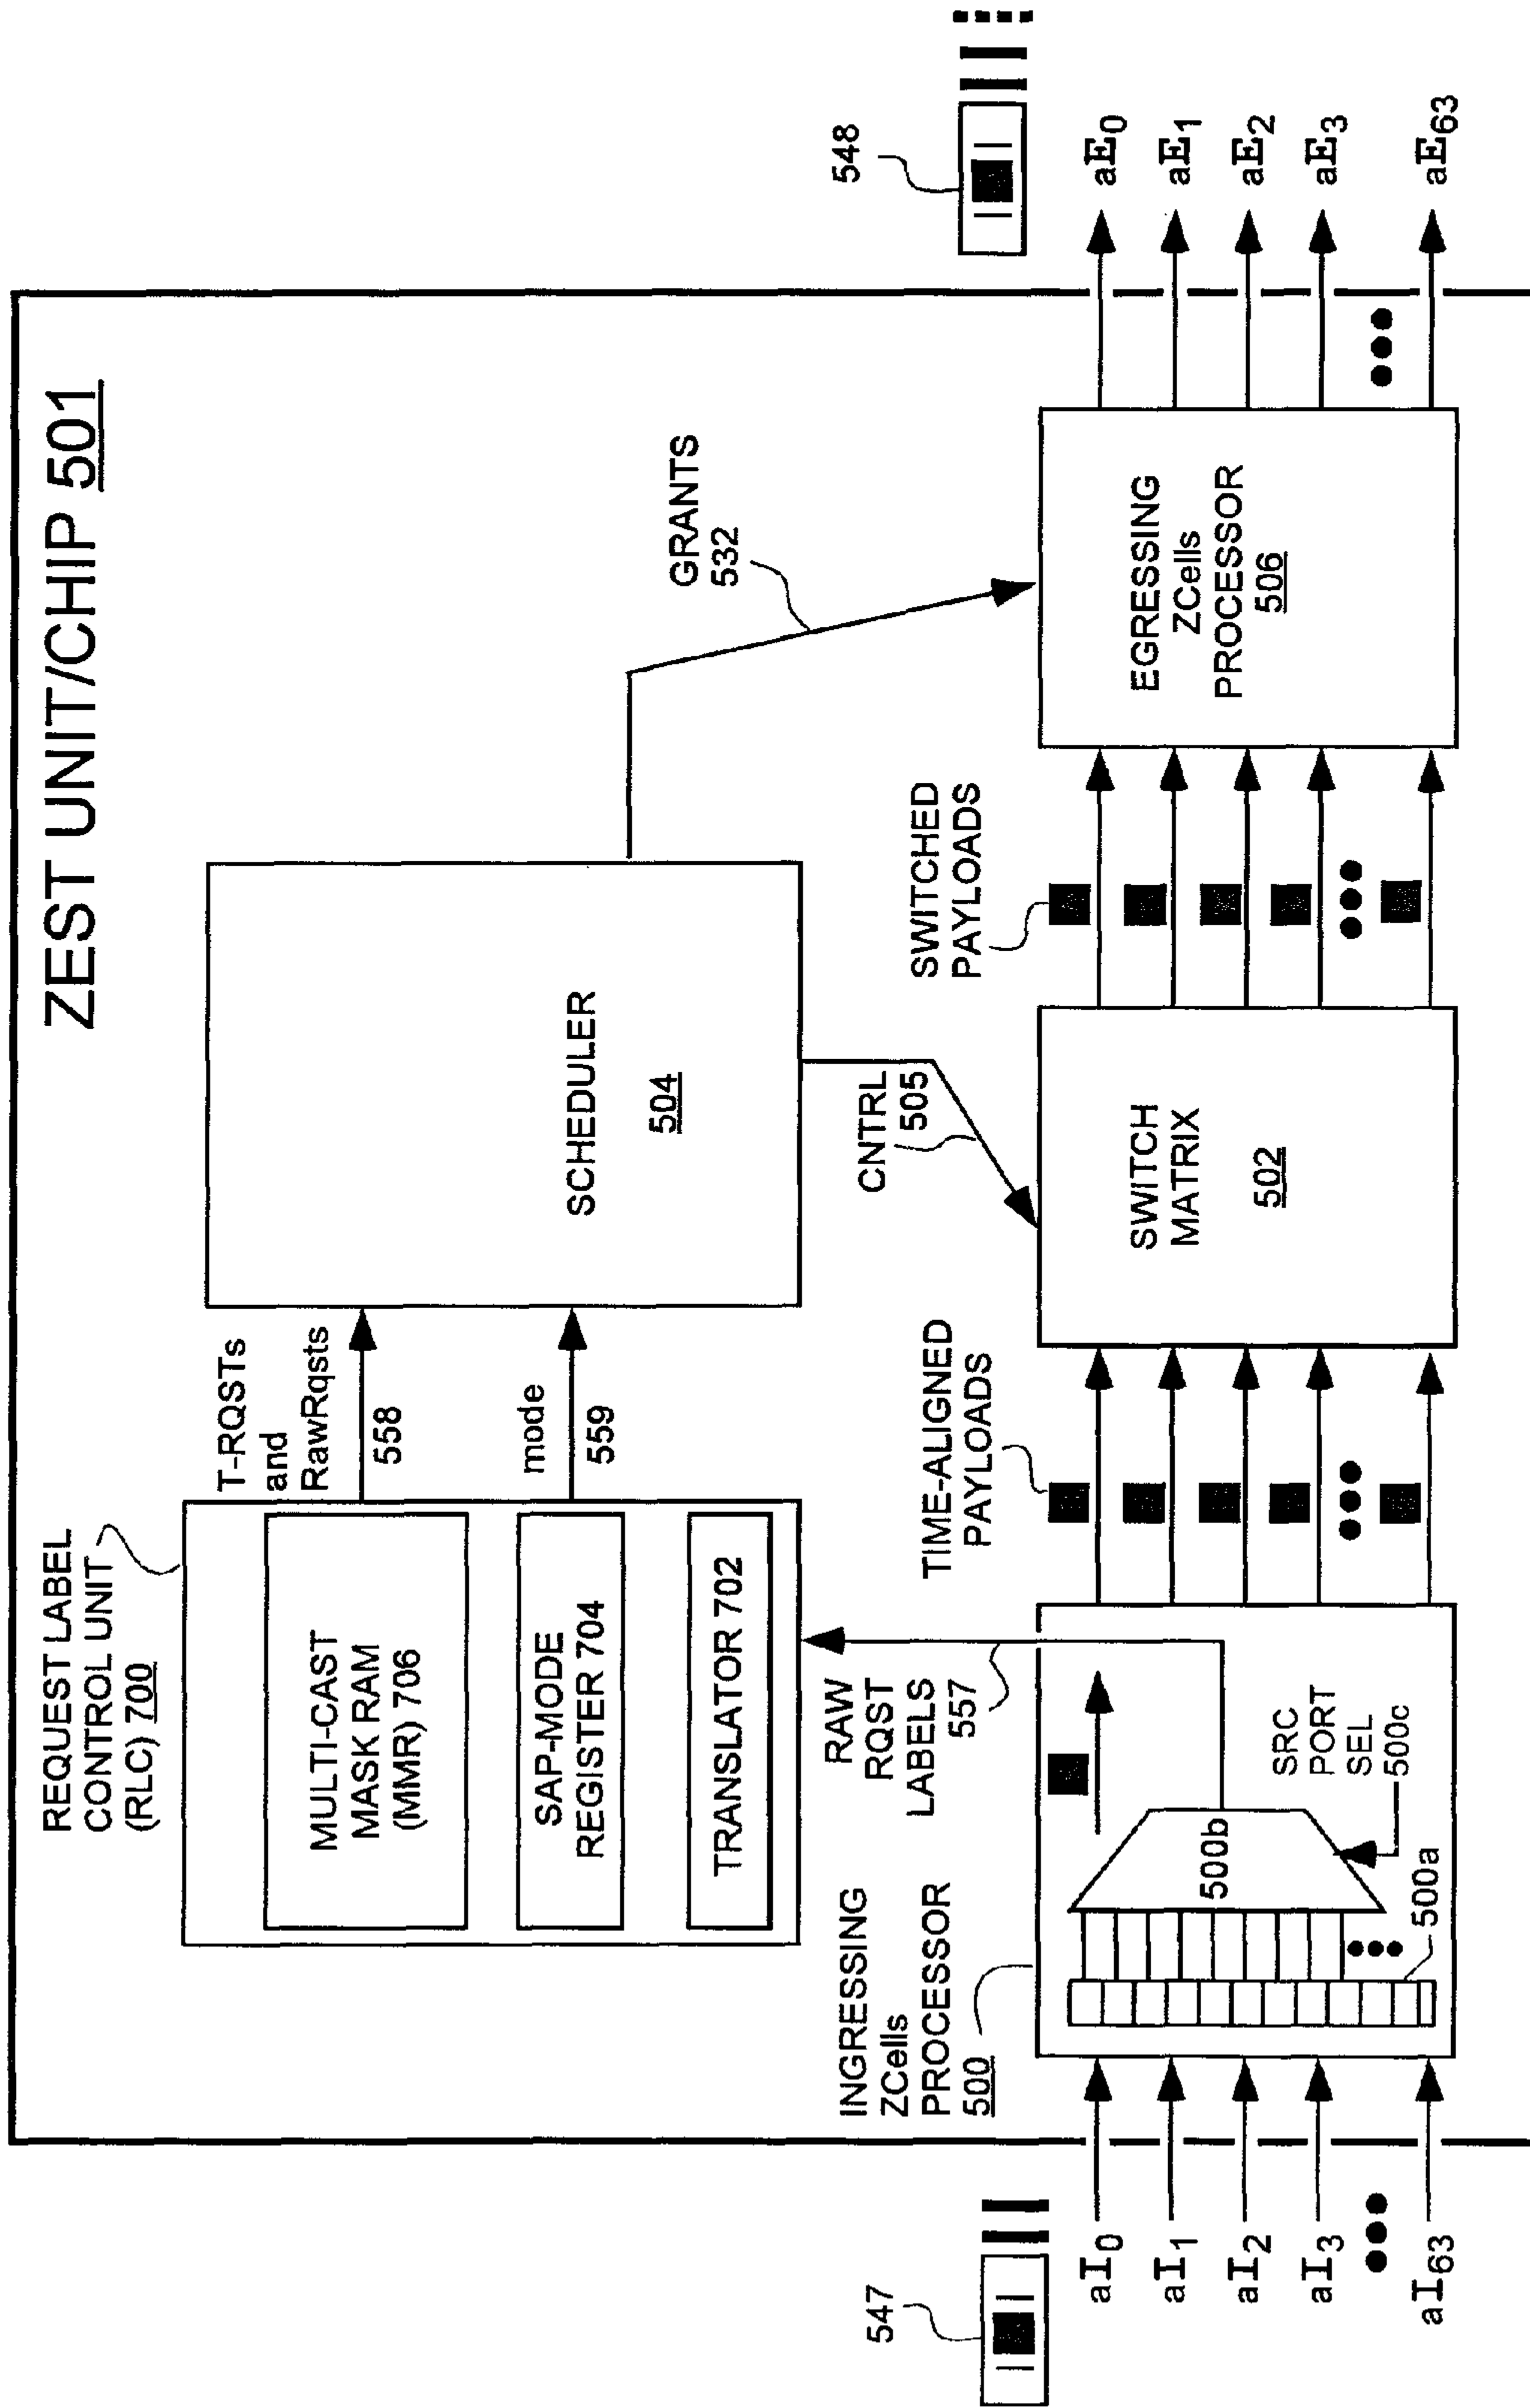 ZEST UNIT/CHIP 501
REQUEST LABEL
CONTROL UNIT
(RLC) 700
MULTI-CAST
MASK RAM
(MMR) 706
SAP-MODE
REGISTER 704
TRANSLATOR 702
T-RQSTs
and
RawRqsts
558
mode
559
SCHEDULER
504
GRANTS
532
CNTRL
505
547
548
INGRESSING
ZCells
PROCESSOR
500
RAW
RQST
LABELS
557
SRC
PORT
SEL
500c
500b
500a
TIME-ALIGNED
PAYLOADS
SWITCH
MATRIX
502
SWITCHED
PAYLOADS
EGRESSING
ZCells
PROCESSOR
506
aI0
aI1
aI2
aI3
aI63
aE0
aE1
aE2
aE3
aE63